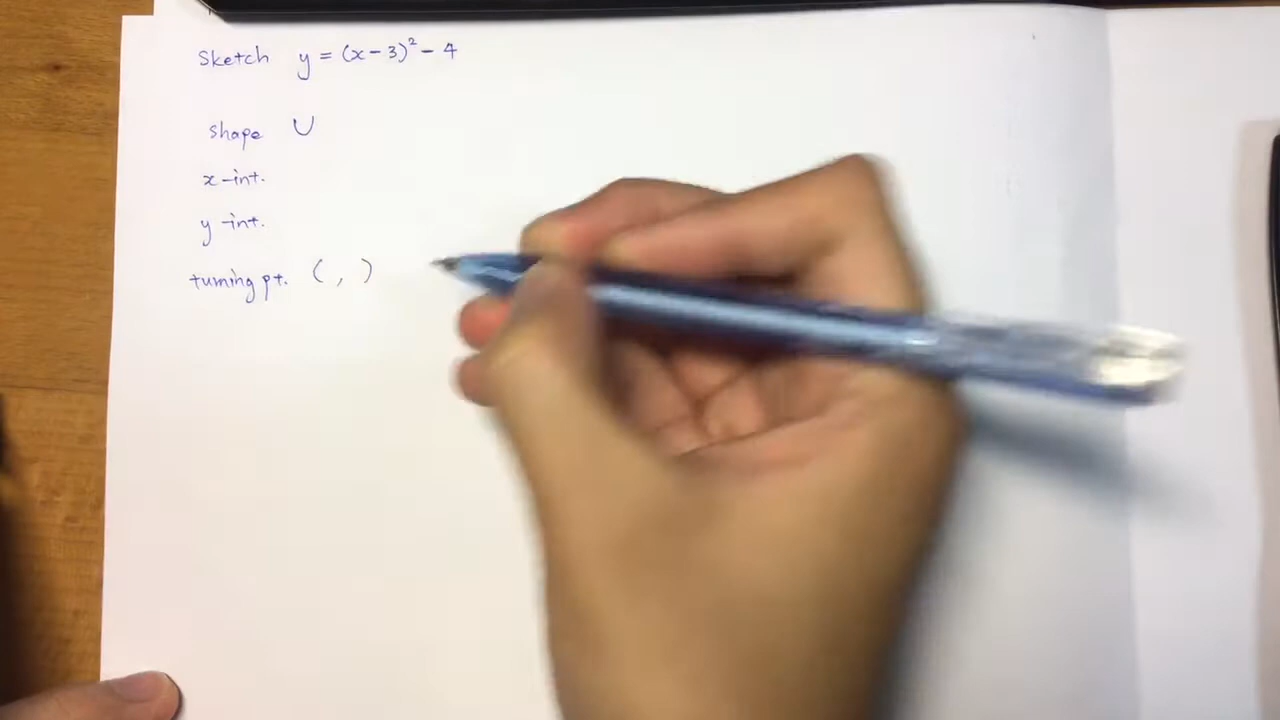 Sketch y = (x-3)² - 4
shape ∪
x-int.
y-int.
turning pt. ( , )